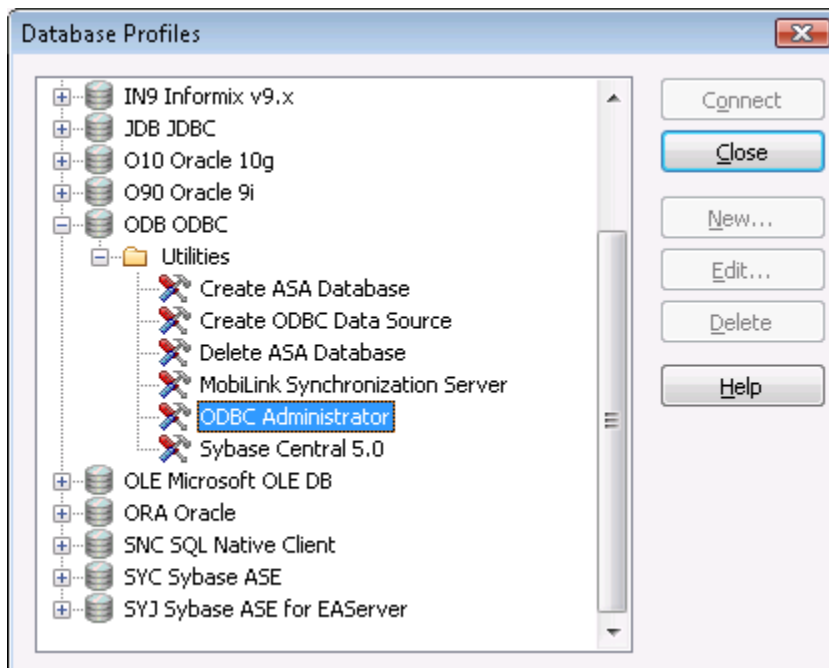 Database Profiles
IN9 Informix v9.x
JDB JDBC
O10 Oracle 10g
O90 Oracle 9i
ODB ODBC
Utilities
Create ASA Database
Create ODBC Data Source
Delete ASA Database
MobiLink Synchronization Server
ODBC Administrator
Sybase Central 5.0
OLE Microsoft OLE DB
ORA Oracle
SNC SQL Native Client
SYC Sybase ASE
SYJ Sybase ASE for EAServer
Connect
Close
New...
Edit...
Delete
Help